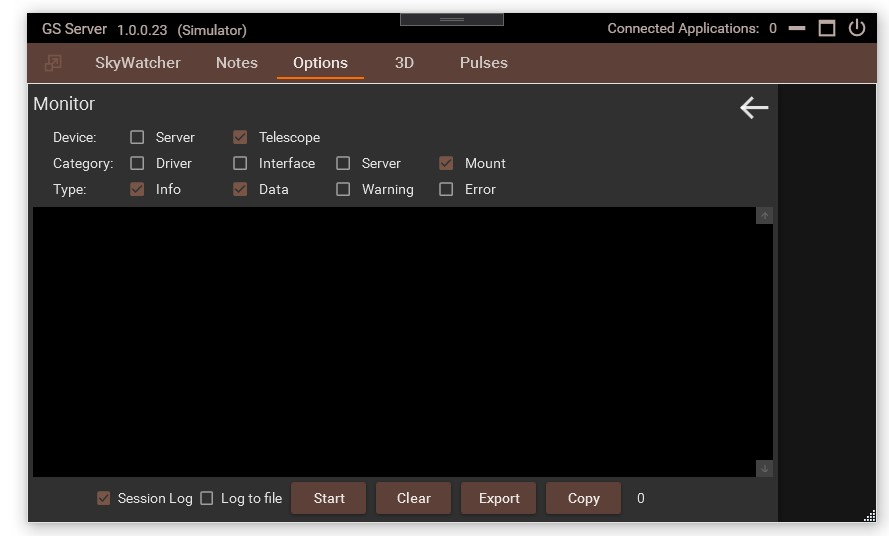 GS Server 1.0.0.23 (Simulator) Connected Applications: 0
SkyWatcher Notes Options 3D Pulses
Monitor
Device: Server Telescope
Category: Driver Interface Server Mount
Type: Info Data Warning Error
Session Log Log to file Start Clear Export Copy 0